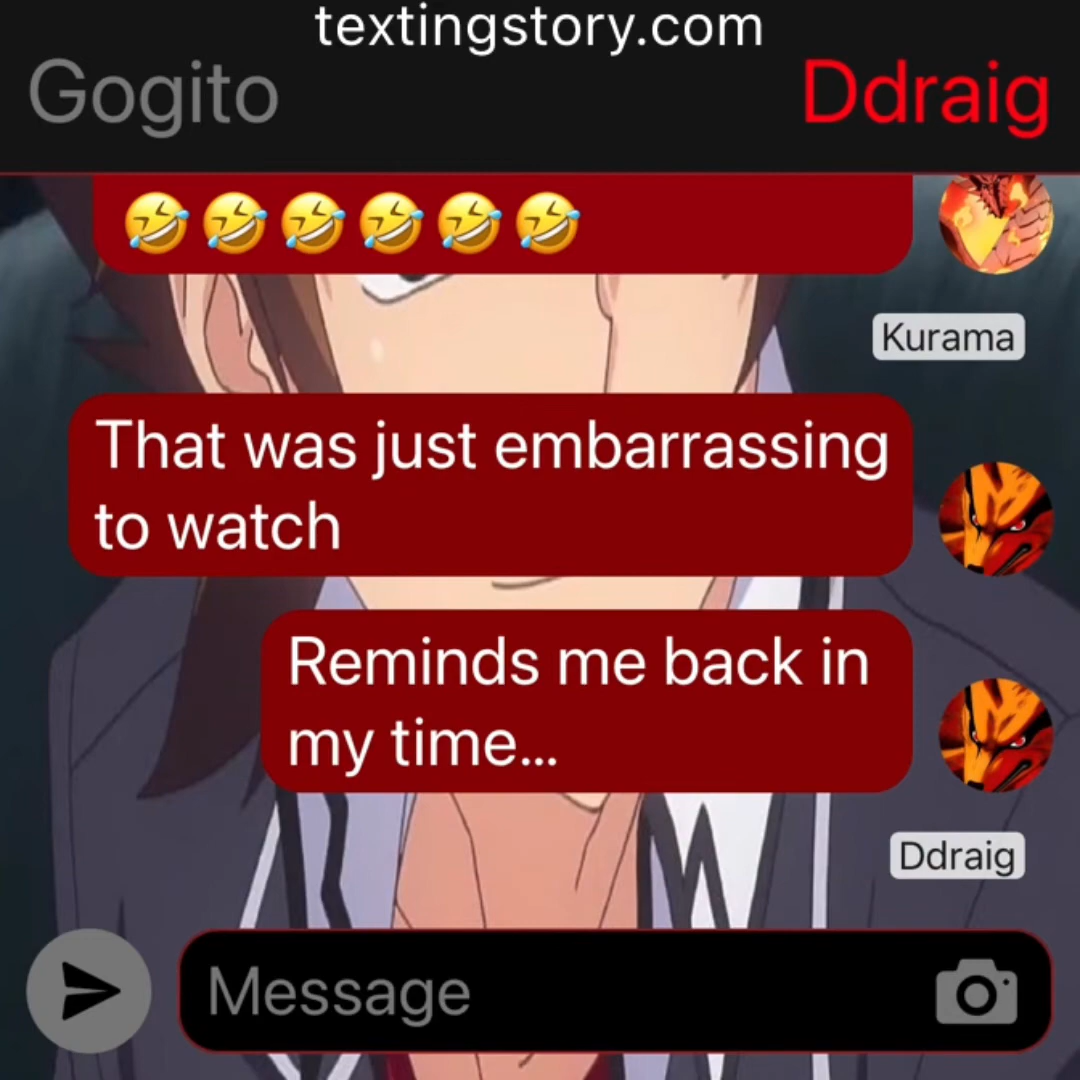 textingstory.com
Gogito
Ddraig
🤣🤣🤣🤣🤣🤣
Kurama
That was just embarrassing
to watch
Reminds me back in
my time...
Ddraig
Message